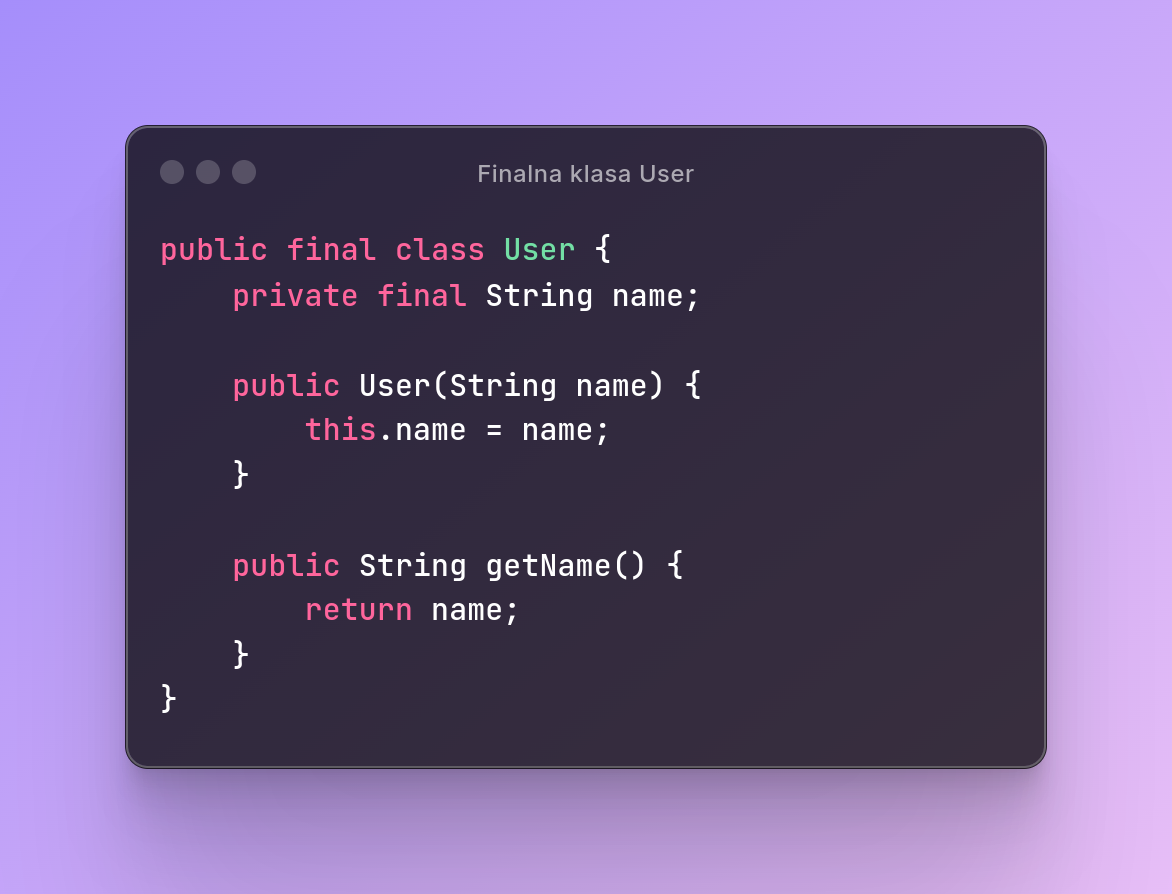 Finalna klasa User
public final class User {
    private final String name;

    public User(String name) {
        this.name = name;
    }

    public String getName() {
        return name;
    }
}